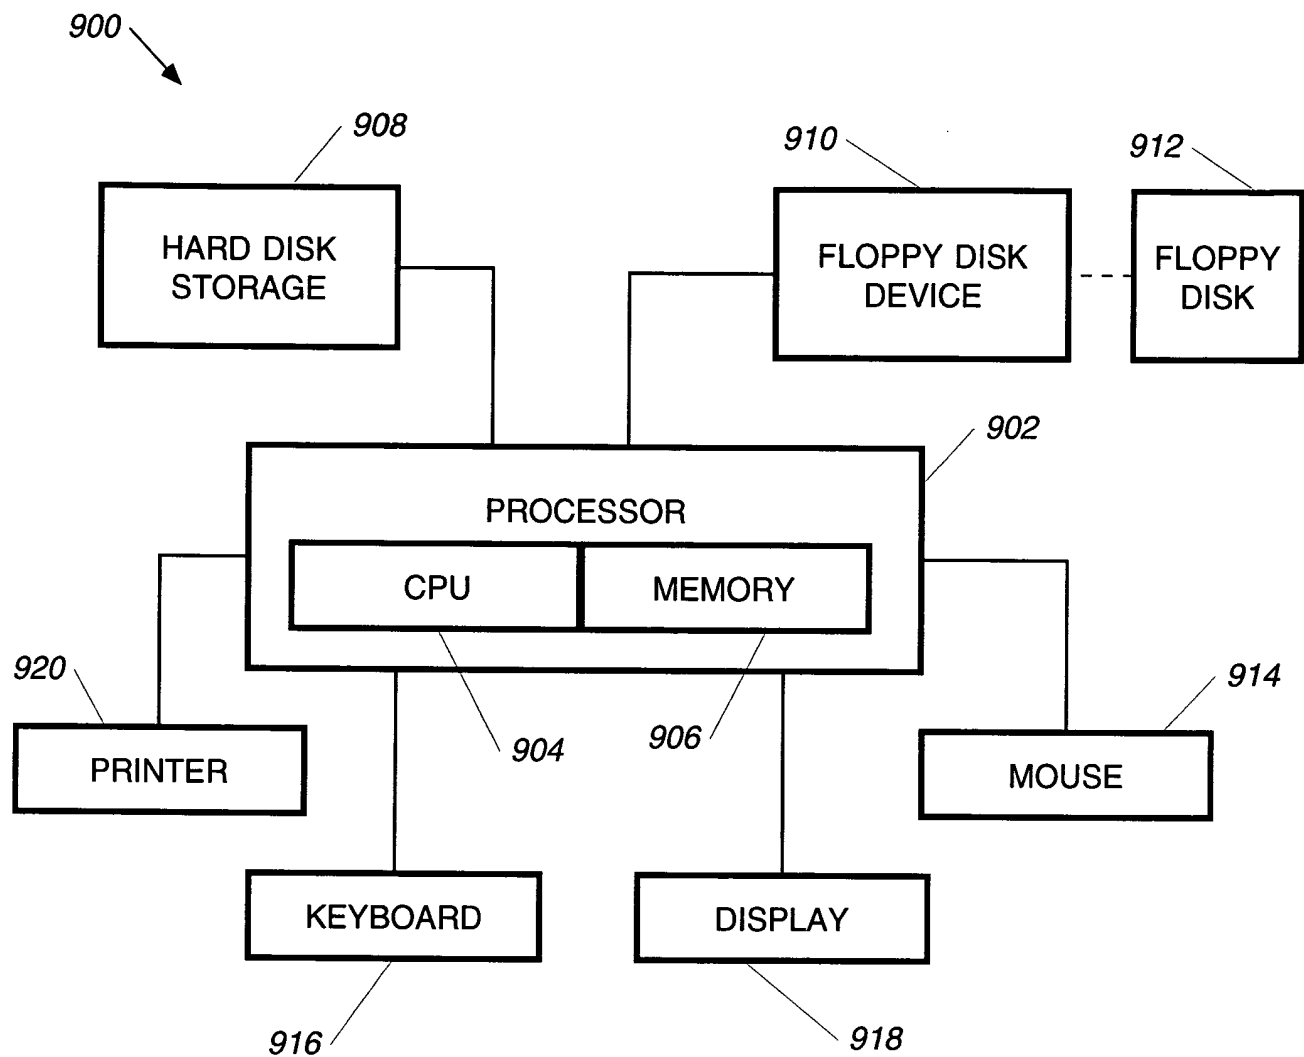 900
908
910
912
HARD DISK
STORAGE
FLOPPY DISK
DEVICE
FLOPPY
DISK
902
PROCESSOR
CPU
MEMORY
920
904
906
914
PRINTER
MOUSE
KEYBOARD
DISPLAY
916
918